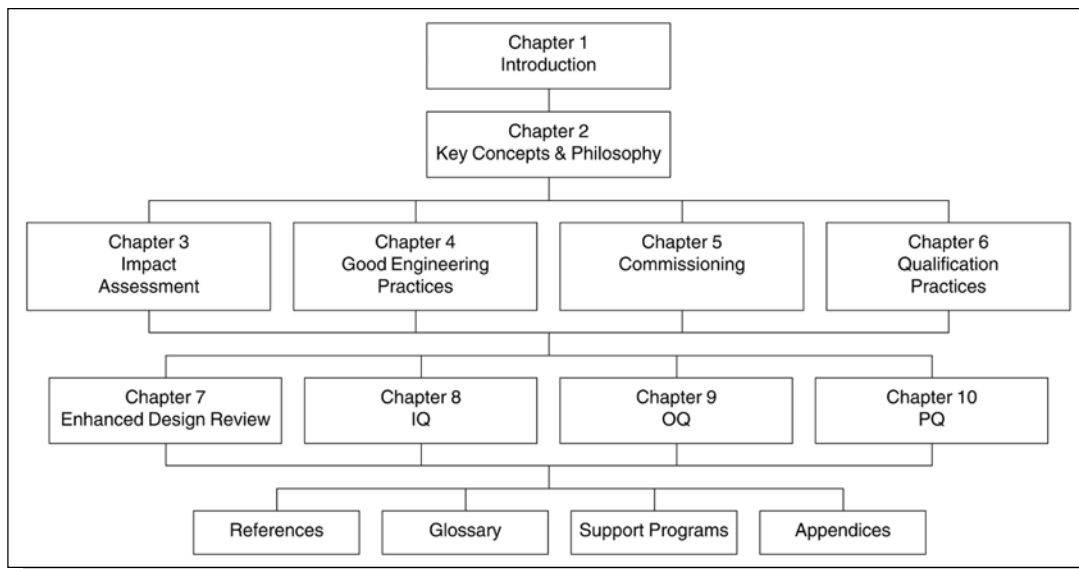 Chapter 1
Introduction
Chapter 2
Key Concepts & Philosophy
Chapter 3
Impact
Assessment
Chapter 4
Good Engineering
Practices
Chapter 5
Commissioning
Chapter 6
Qualification
Practices
Chapter 7
Enhanced Design Review
Chapter 8
IQ
Chapter 9
OQ
Chapter 10
PQ
References
Glossary
Support Programs
Appendices